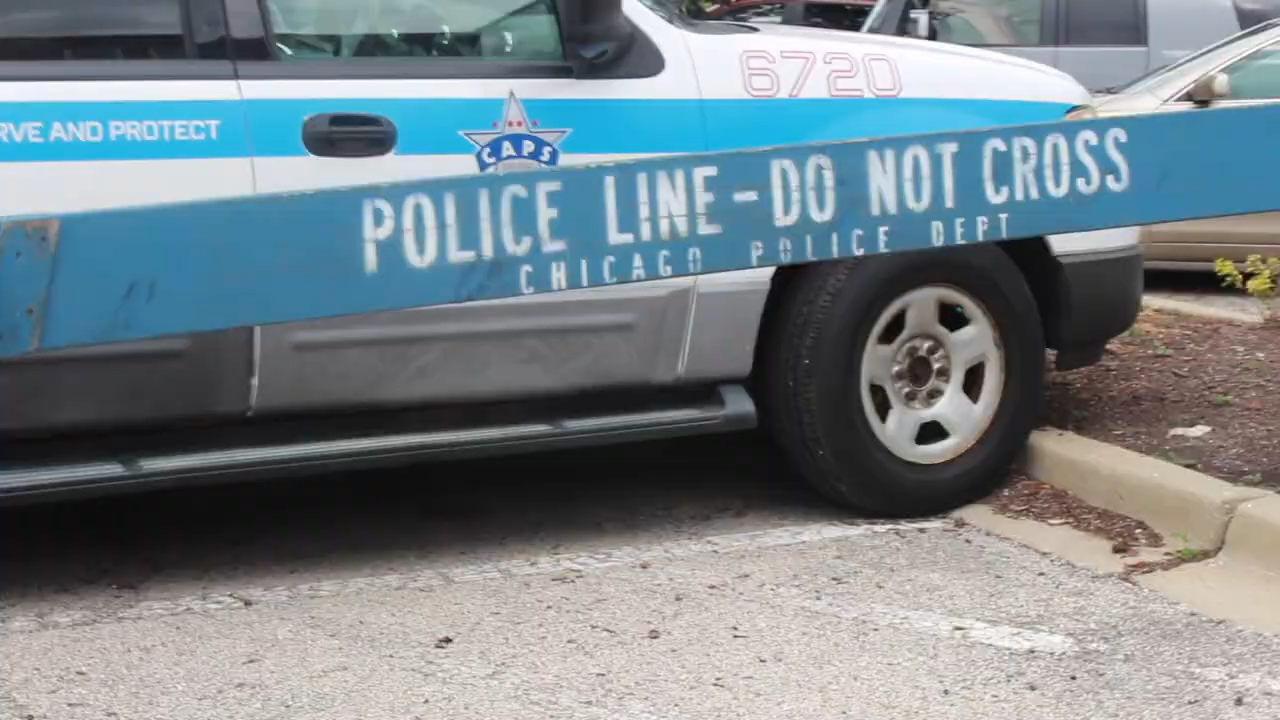 6720
RVE AND PROTECT
CAPS
POLICE LINE-DO NOT CROSS
CHICAGO POLICE DEPT